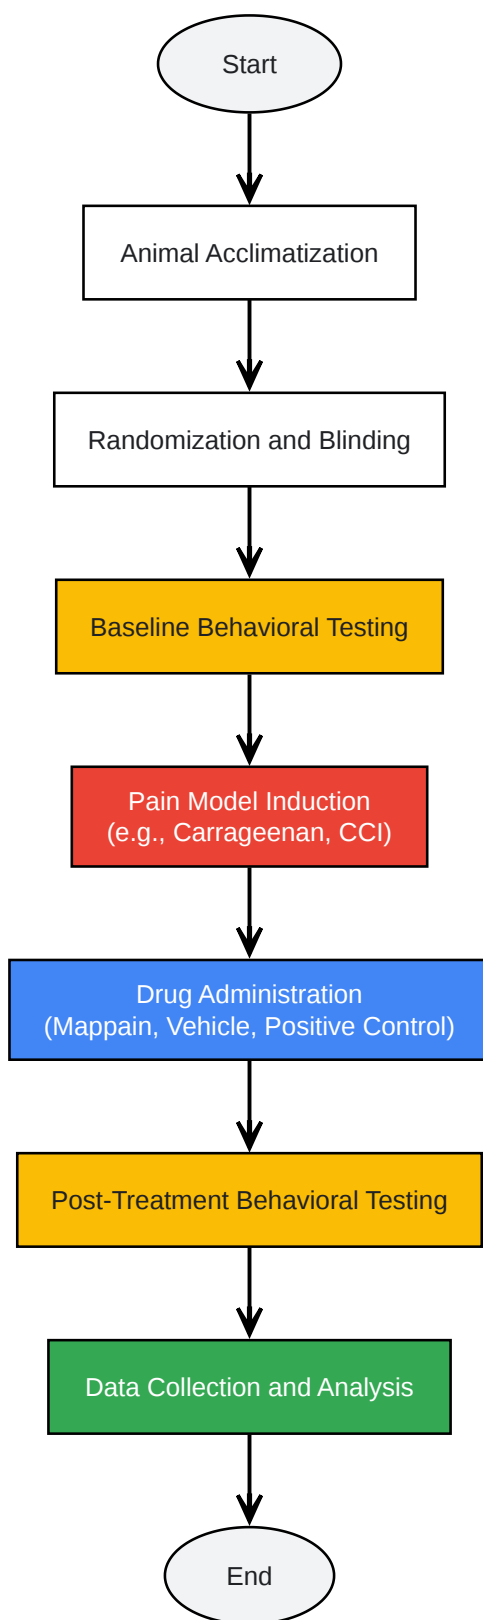 Start
Animal Acclimatization
Randomization and Blinding
Baseline Behavioral Testing
Pain Model Induction
(e.g., Carrageenan, CCI)
Drug Administration
(Mappain, Vehicle, Positive Control)
Post-Treatment Behavioral Testing
Data Collection and Analysis
End